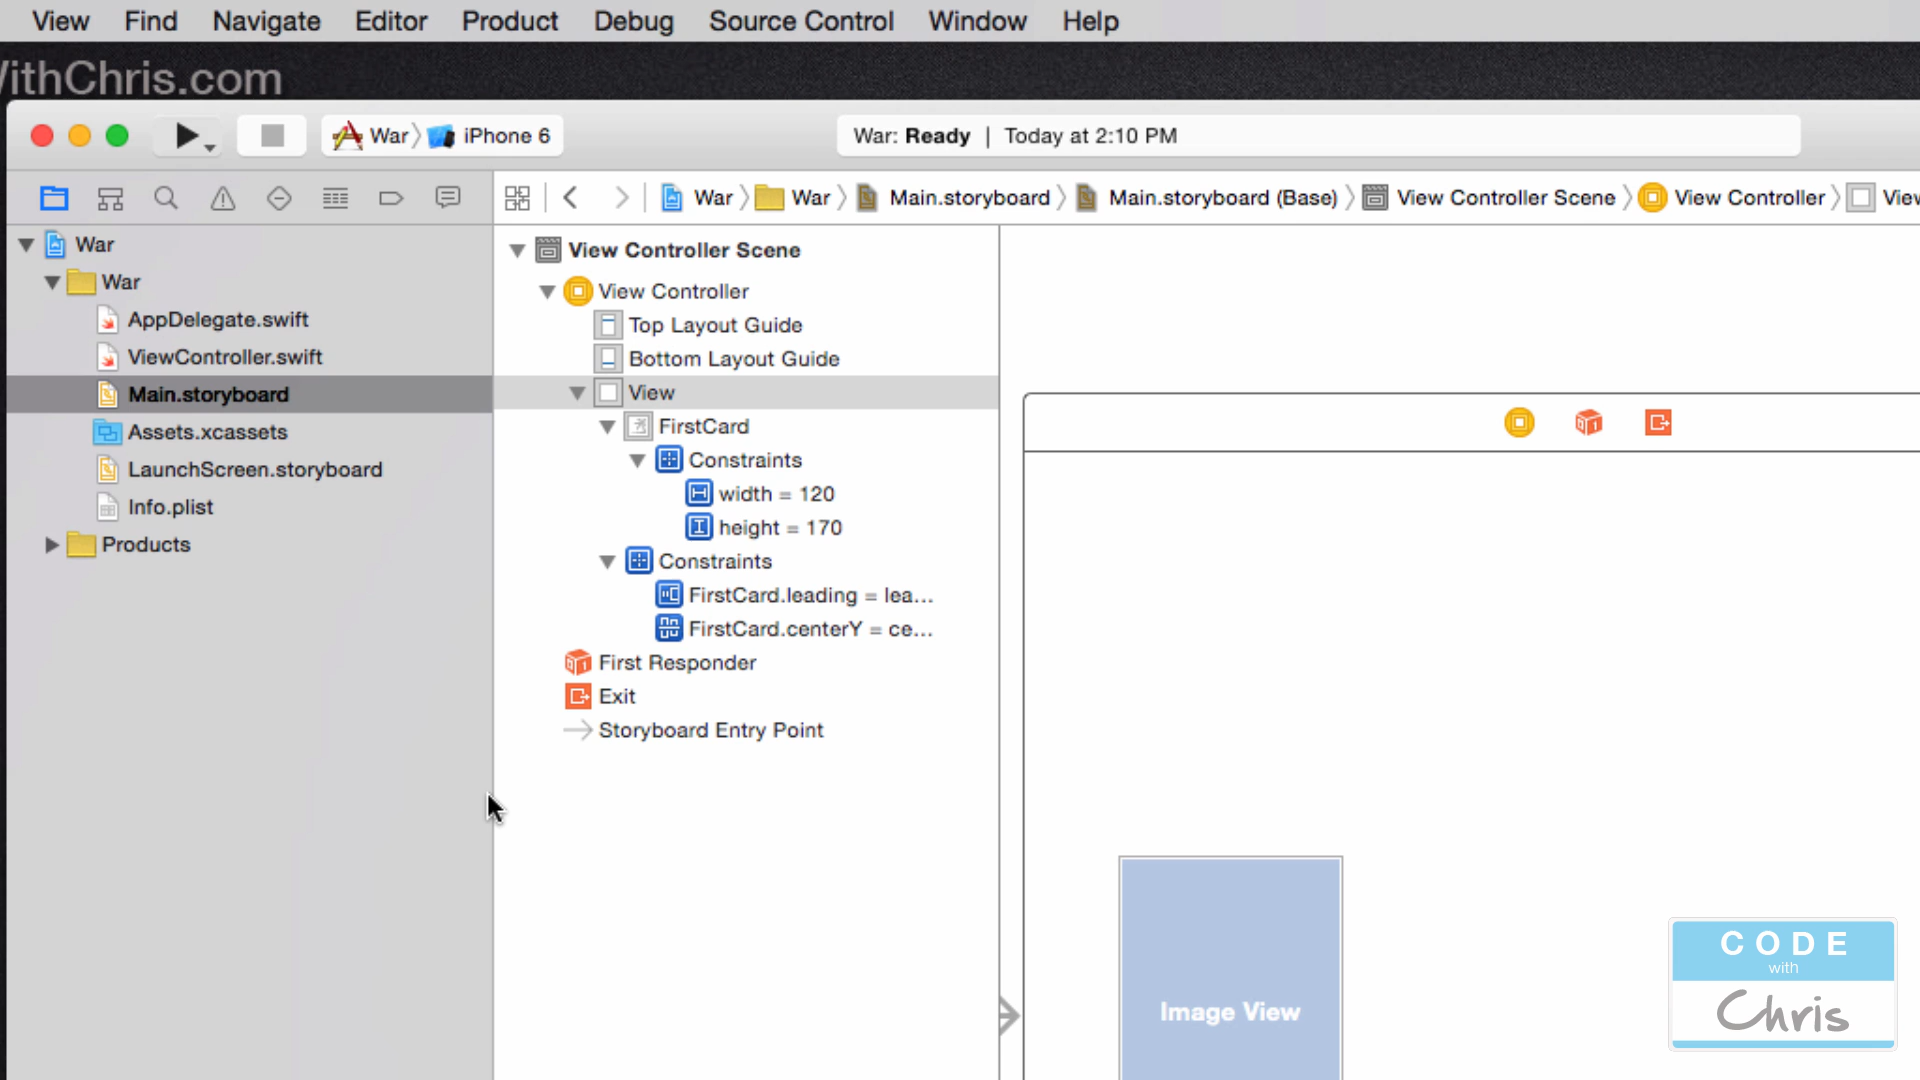 View Find Navigate Editor Product Debug Source Control Window Help
ithChris.com
War iPhone 6
War: Ready | Today at 2:10 PM
War War Main.storyboard Main.storyboard (Base) View Controller Scene View Controller
War
War
AppDelegate.swift
ViewController.swift
Main.storyboard
Assets.xcassets
LaunchScreen.storyboard
Info.plist
Products
View Controller Scene
View Controller
Top Layout Guide
Bottom Layout Guide
View
FirstCard
Constraints
width = 120
height = 170
Constraints
FirstCard.leading = lea...
FirstCard.centerY = ce...
First Responder
Exit
Storyboard Entry Point
Image View
CODE
with
Chris